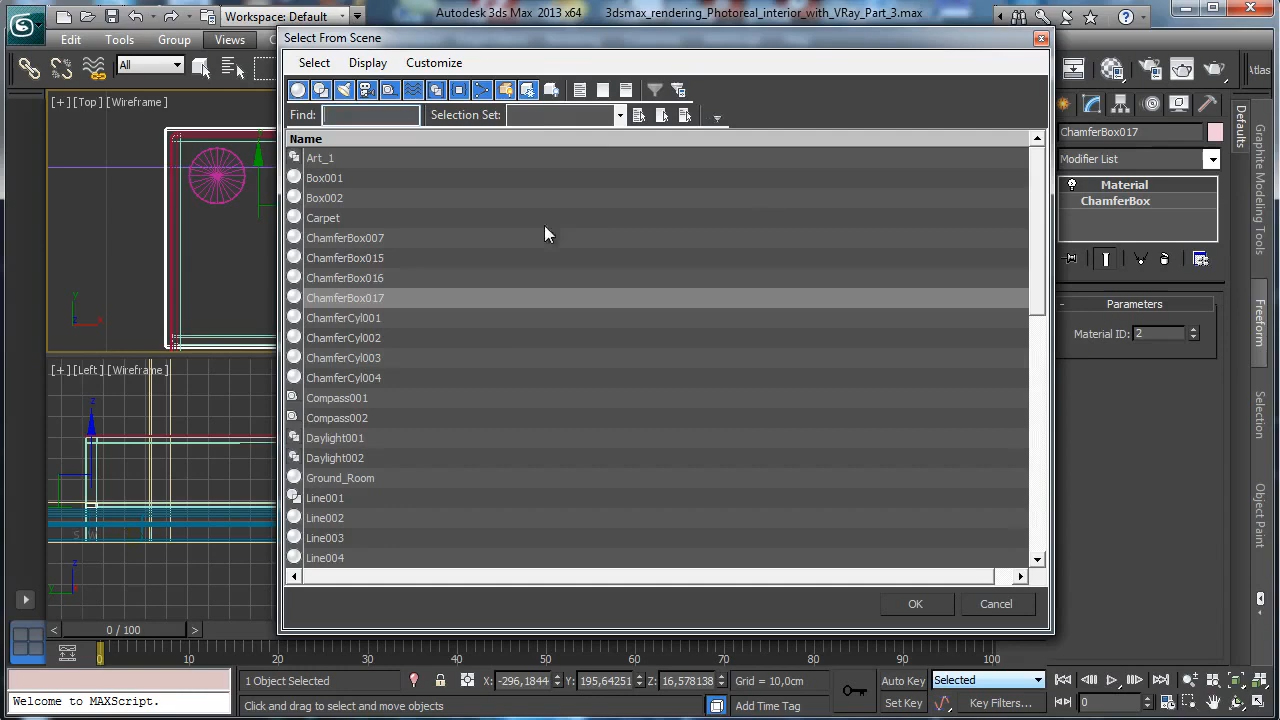 Workspace: Default
Autodesk 3ds Max 2013 x64 3dsmax_rendering_Photoreal_interior_with_VRay_Part_3.max
Edit Tools Group Views
All
Atlas
[+][Top][Wireframe]
[+][Left][Wireframe]
Select From Scene
Select Display Customize
Find: Selection Set:
Name
Art_1
Box001
Box002
Carpet
ChamferBox007
ChamferBox015
ChamferBox016
ChamferBox017
ChamferCyl001
ChamferCyl002
ChamferCyl003
ChamferCyl004
Compass001
Compass002
Daylight001
Daylight002
Ground_Room
Line001
Line002
Line003
Line004
OK Cancel
ChamferBox017
Modifier List
Material
ChamferBox
- Parameters
Material ID: 2
Defaults
Graphite Modeling Tools
Freeform
Selection
Object Paint
0 / 100
0 10 20 30 40 50 60 70 80 90 100
1 Object Selected X: -296,1844 Y: 195,64251 Z: 16,578138 Grid = 10,0cm Auto Key Selected
Welcome to MAXScript. Click and drag to select and move objects Add Time Tag Set Key Key Filters... 0